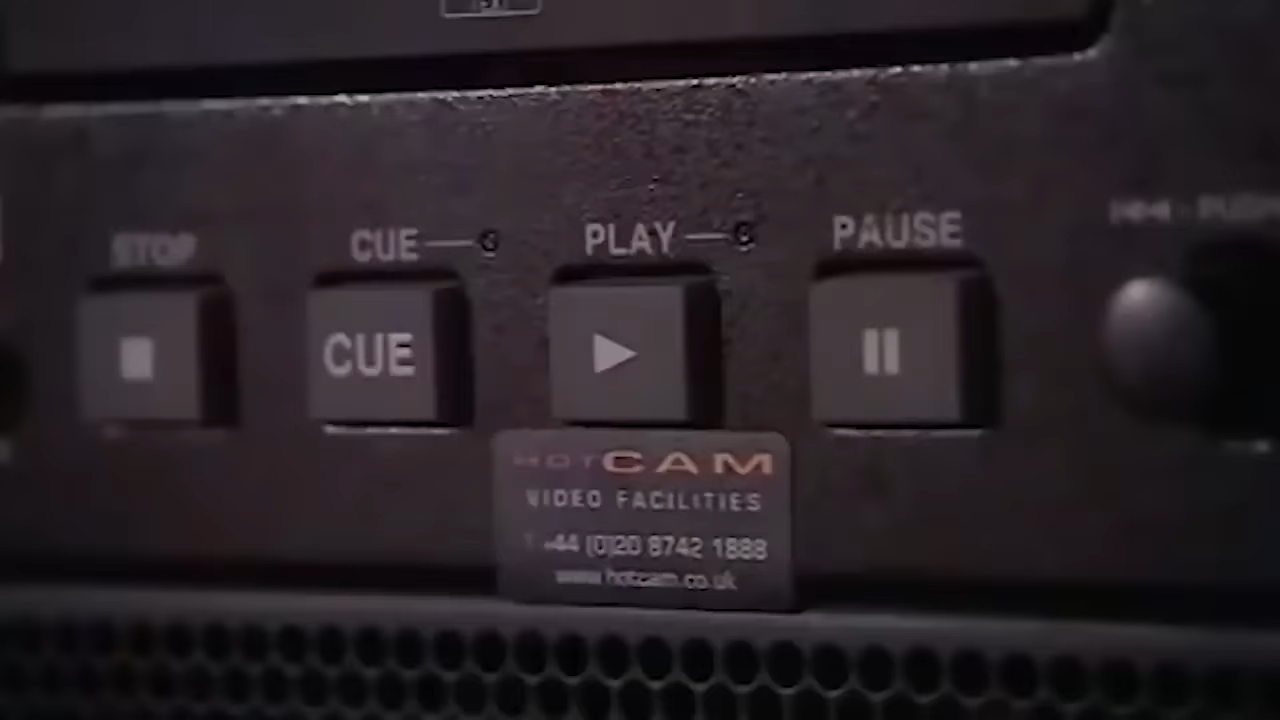 STOP CUE PLAY PAUSE
CUE
HOTCAM
VIDEO FACILITIES
T +44 (0)20 8742 1888
www.hotcam.co.uk